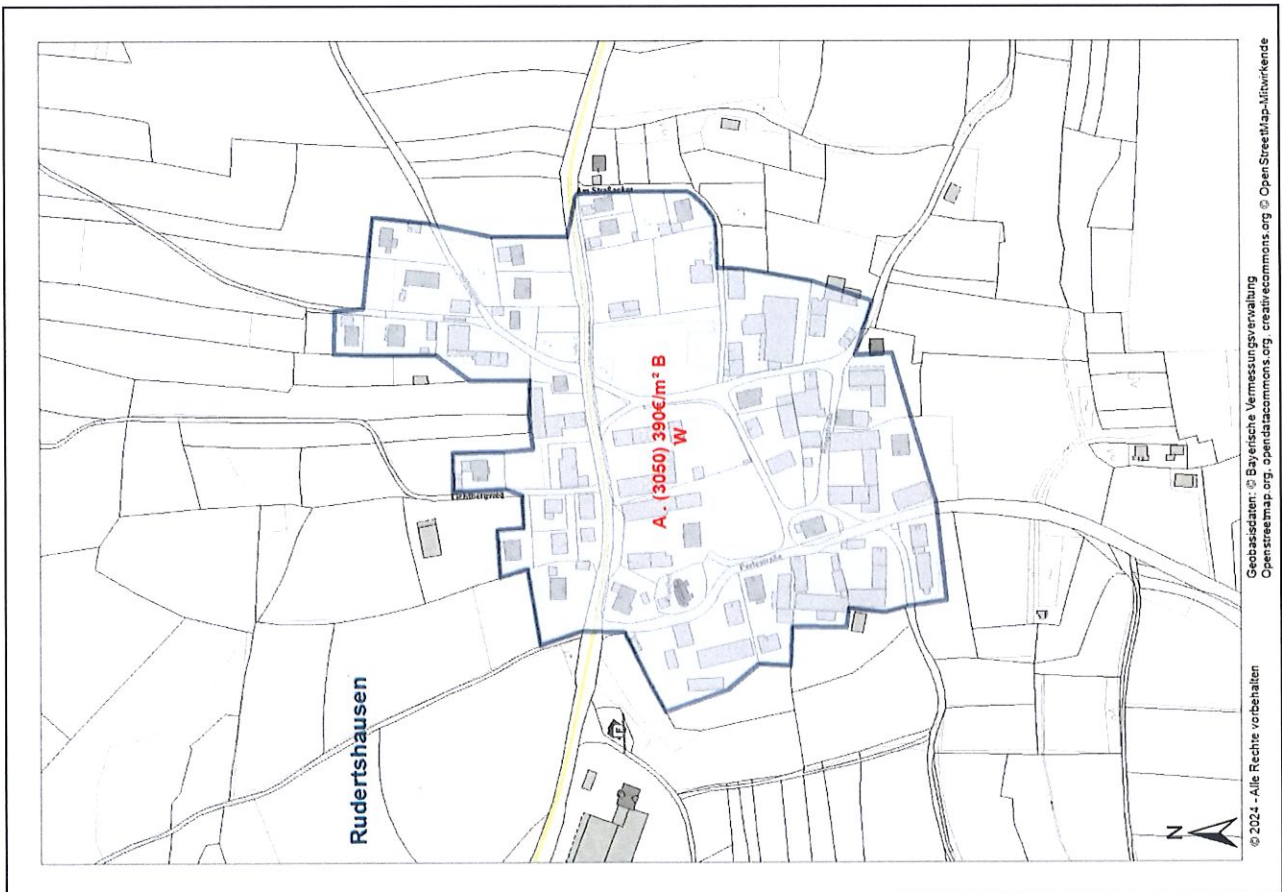 Rudertshausen
Am Straßacker
A . (3050) 390€/m² B
W
N
© 2024 - Alle Rechte vorbehalten
Geobasisdaten: © Bayerische Vermessungsverwaltung
Openstreetmap.org, opendatacommons.org, creativecommons.org © OpenStreetMap-Mitwirkende